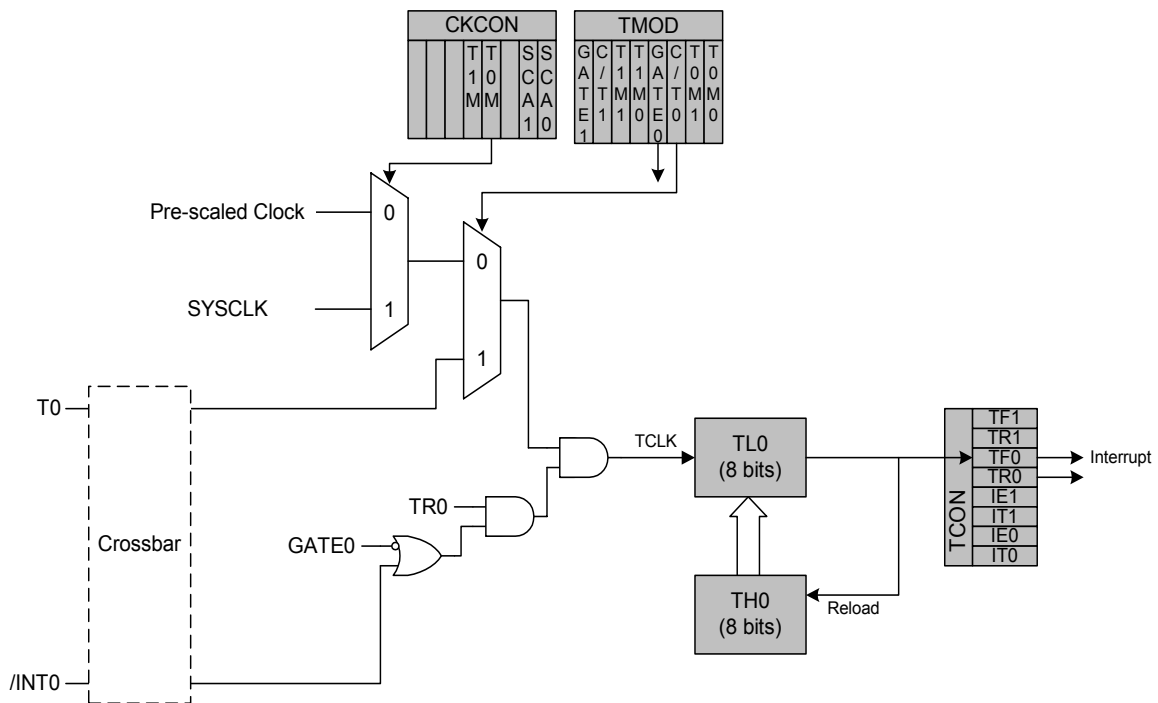 CKCON
T1M
T0M
SCA1
SCA0
TMOD
GATE1
C/T1
T1M1
T1M0
GATE0
C/T0
T0M1
T0M0
Pre-scaled Clock
0
SYSCLK
1
0
1
T0
Crossbar
/INT0
TR0
GATE0
TCLK
TL0
(8 bits)
TH0
(8 bits)
Reload
TCON
TF1
TR1
TF0
TR0
IE1
IT1
IE0
IT0
Interrupt